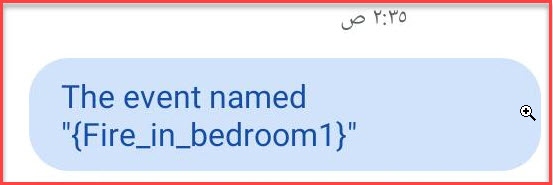 ٢:٣٥ ص
The event named
"{Fire_in_bedroom1}"